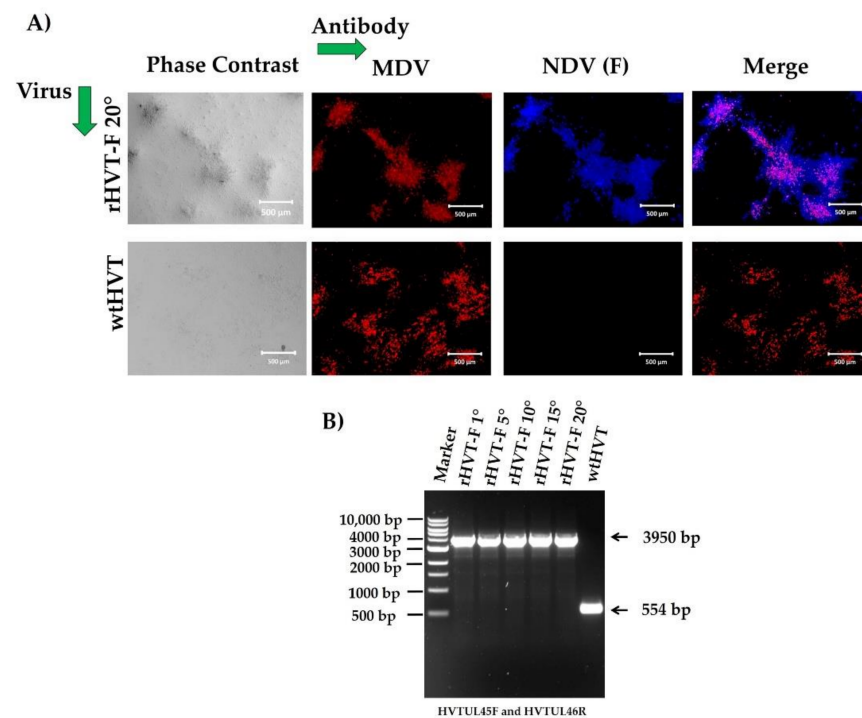 A)
Antibody
Phase Contrast MDV NDV (F) Merge
Virus
rHVT-F 20°
500 µm 500 µm 500 µm 500 µm
wtHVT
500 µm 500 µm 500 µm 500 µm
B)
Marker rHVT-F 1° rHVT-F 5° rHVT-F 10° rHVT-F 15° rHVT-F 20° wtHVT
10,000 bp
4000 bp 3950 bp
3000 bp
2000 bp
1000 bp
500 bp 554 bp
HVTUL45F and HVTUL46R